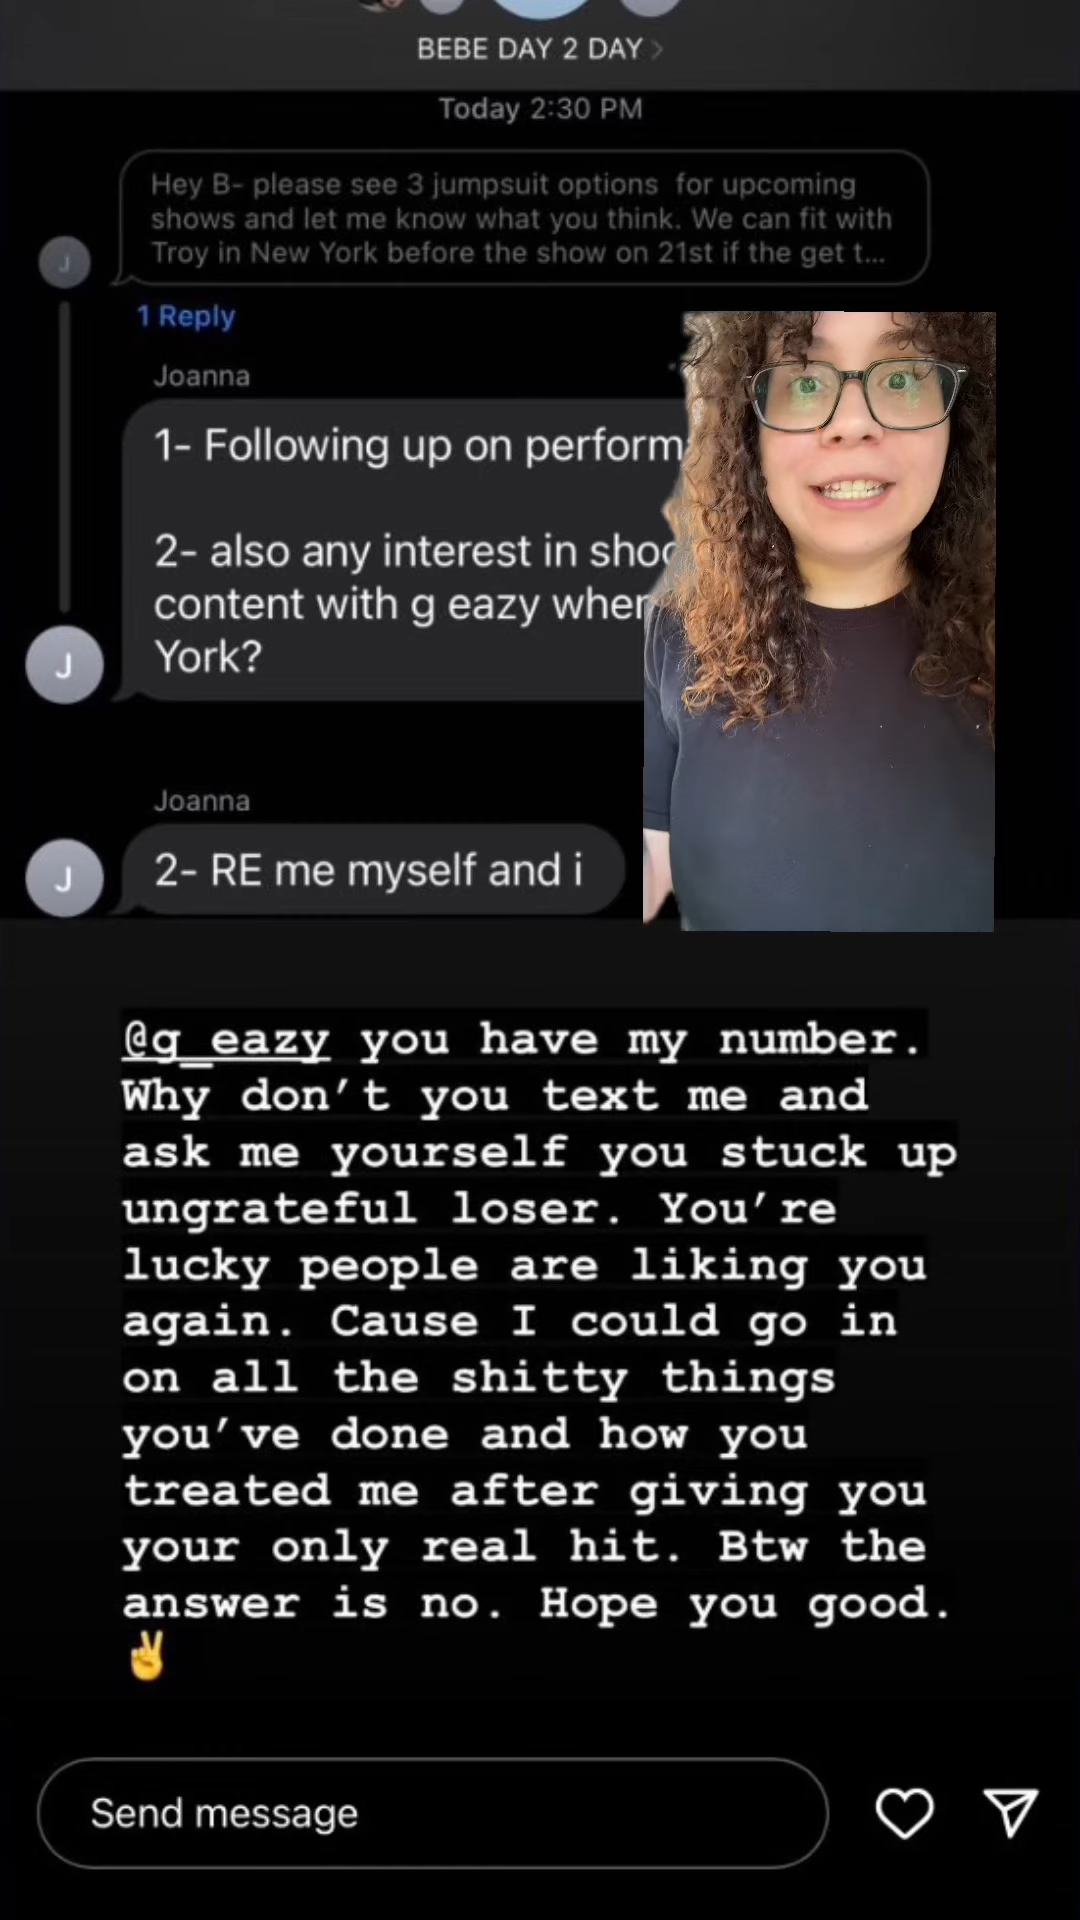 BEBE DAY 2 DAY >
Today 2:30 PM
Hey B- please see 3 jumpsuit options for upcoming
shows and let me know what you think. We can fit with
Troy in New York before the show on 21st if the get t...
J
1 Reply
Joanna
1- Following up on perform
2- also any interest in shoo
content with g eazy when
York?
J
Joanna
2- RE me myself and i
J
@g_eazy you have my number.
Why don't you text me and
ask me yourself you stuck up
ungrateful loser. You're
lucky people are liking you
again. Cause I could go in
on all the shitty things
you've done and how you
treated me after giving you
your only real hit. Btw the
answer is no. Hope you good.
✌️
Send message